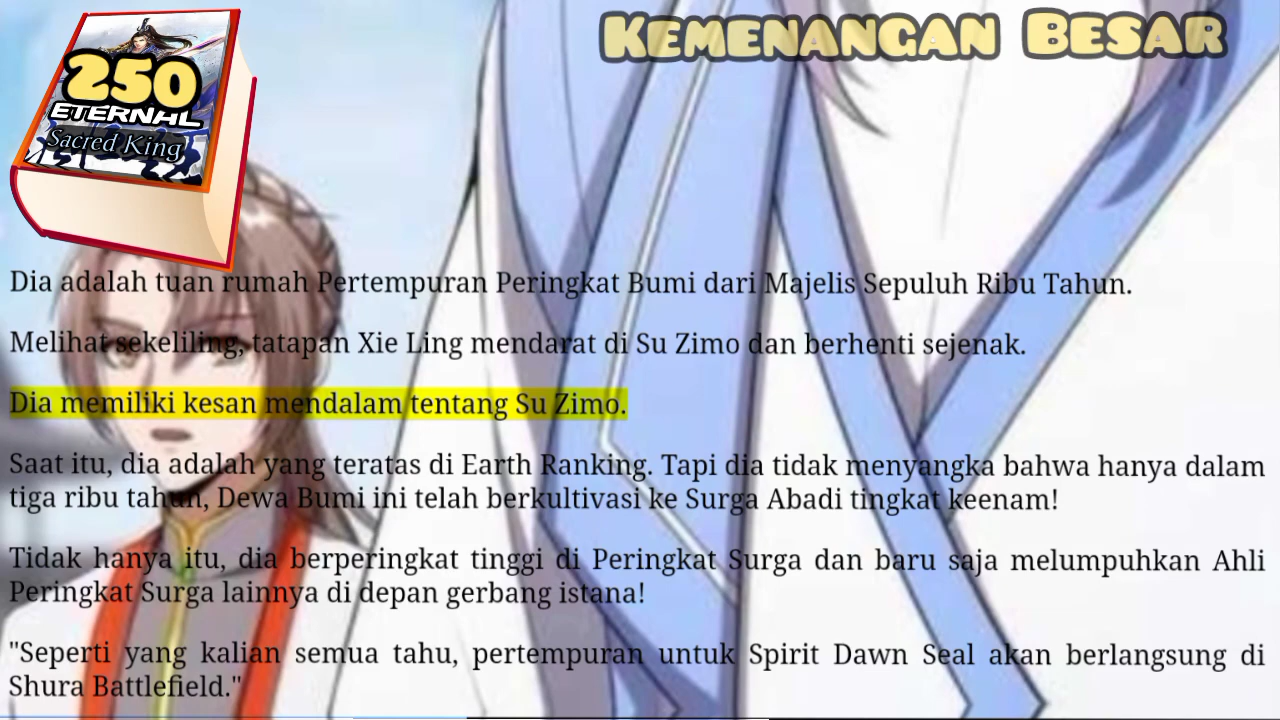 Kemenangan Besar
250
ETERNAL
Sacred King
Dia adalah tuan rumah Pertempuran Peringkat Bumi dari Majelis Sepuluh Ribu Tahun.
Melihat sekeliling, tatapan Xie Ling mendarat di Su Zimo dan berhenti sejenak.
Dia memiliki kesan mendalam tentang Su Zimo.
Saat itu, dia adalah yang teratas di Earth Ranking. Tapi dia tidak menyangka bahwa hanya dalam
tiga ribu tahun, Dewa Bumi ini telah berkultivasi ke Surga Abadi tingkat keenam!
Tidak hanya itu, dia berperingkat tinggi di Peringkat Surga dan baru saja melumpuhkan Ahli
Peringkat Surga lainnya di depan gerbang istana!
"Seperti yang kalian semua tahu, pertempuran untuk Spirit Dawn Seal akan berlangsung di
Shura Battlefield."